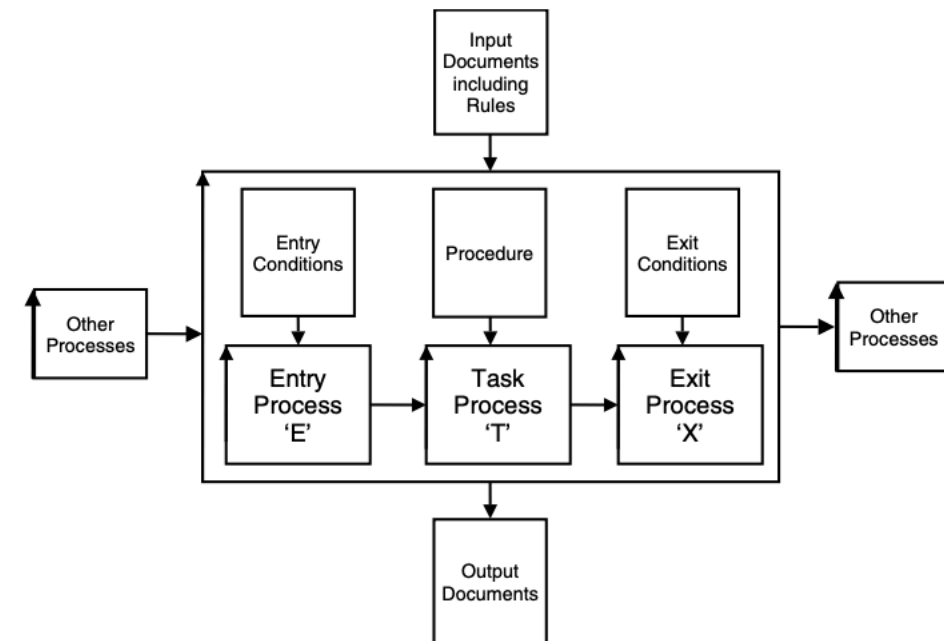 Input
Documents
including
Rules
Entry
Conditions
Procedure
Exit
Conditions
Other
Processes
Entry
Process
‘E’
Task
Process
‘T’
Exit
Process
‘X’
Other
Processes
Output
Documents